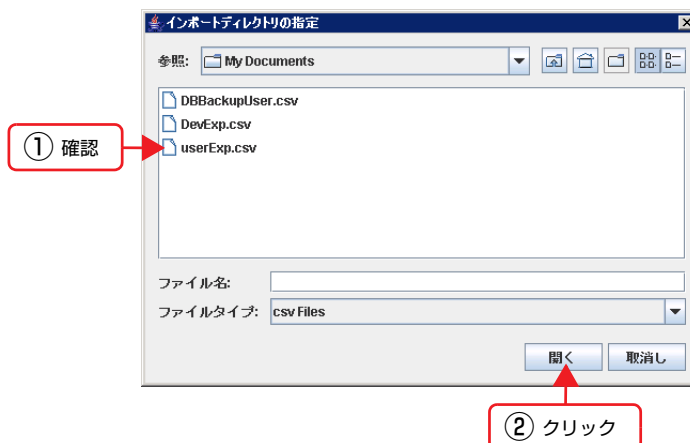 インポートディレクトリの指定
参照: My Documents
DBBackupUser.csv
DevExp.csv
① 確認
userExp.csv
ファイル名:
ファイルタイプ: csv Files
開く 取消し
② クリック